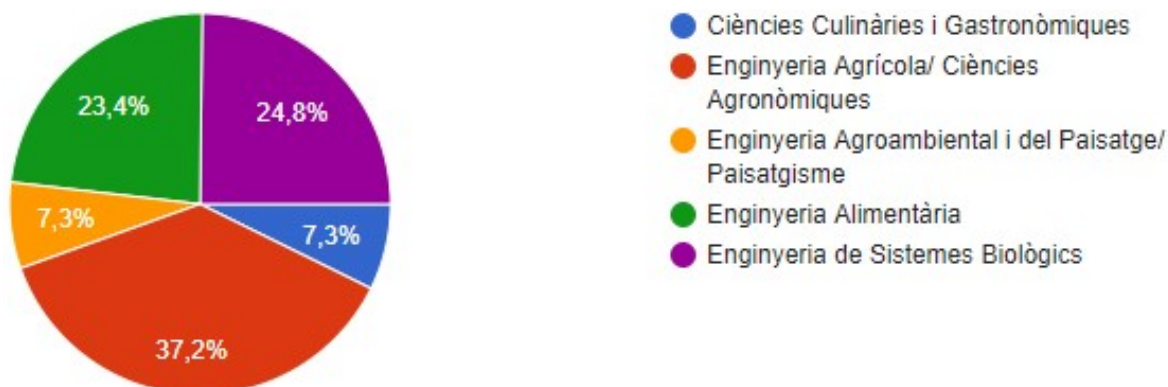 Ciències Culinàries i Gastronòmiques
Enginyeria Agrícola/ Ciències
Agronòmiques
Enginyeria Agroambiental i del Paisatge/
Paisatgisme
Enginyeria Alimentària
Enginyeria de Sistemes Biològics
23,4%
24,8%
7,3%
7,3%
37,2%